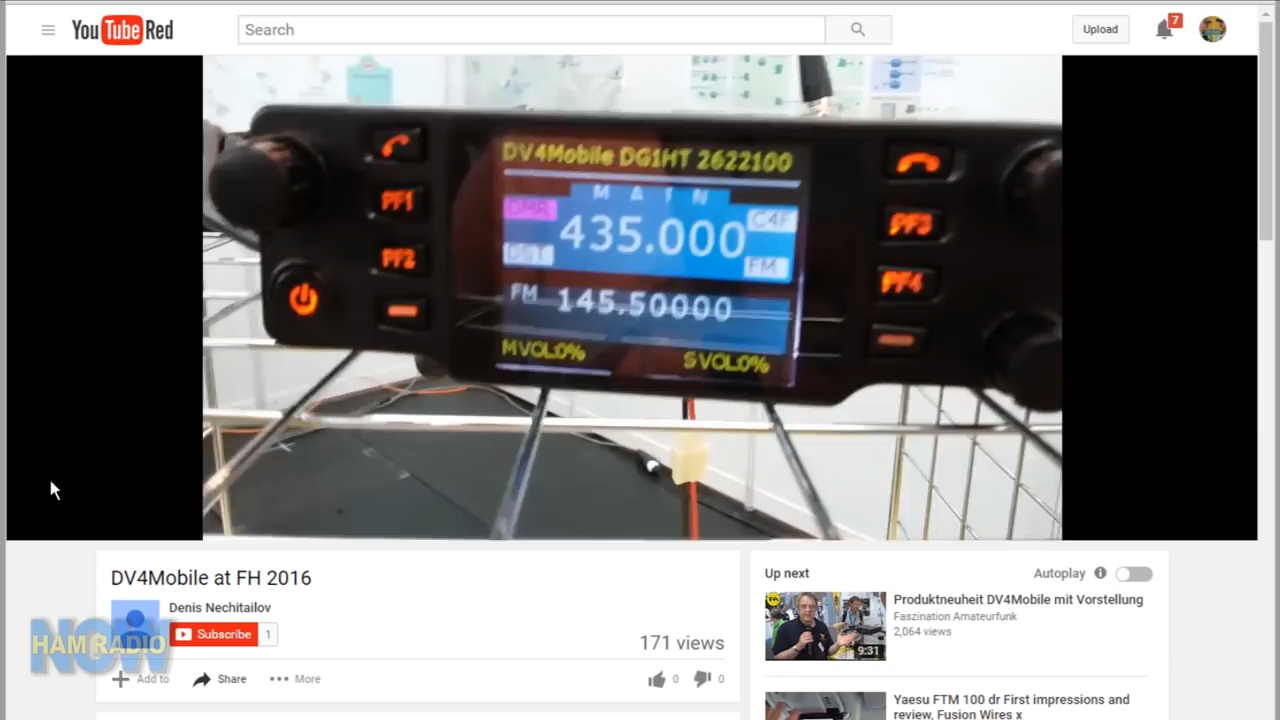 YouTube Red
Search
Upload
7
DV4Mobile DG1HT 2622100
MAIN
DMR
435.000
C4F
DST
FM
FM 145.50000
MVOL0% SVOL0%
PF1
PF2
PF3
PF4
DV4Mobile at FH 2016
Denis Nechitailov
Subscribe 1
171 views
Add to Share More
0 0
HAM RADIO
NOW
Up next
Autoplay
Produktneuheit DV4Mobile mit Vorstellung
Faszination Amateurfunk
2,064 views
9:31
Yaesu FTM 100 dr First impressions and
review, Fusion Wires x